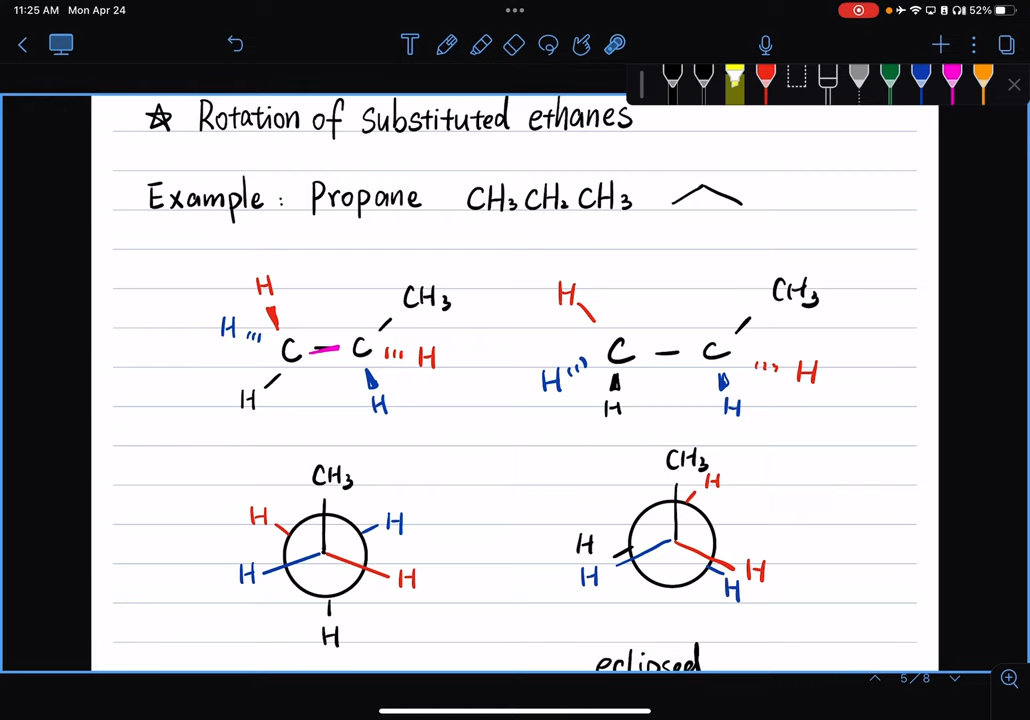 11:25 AM Mon Apr 24
52%
T
☆ Rotation of substituted ethanes
Example : Propane CH3CH2CH3
H CH3 H CH3
H C C H C C
H H H H H H
CH3 CH3
H H H
H H H H
H H H
H
eclipsed
5/8